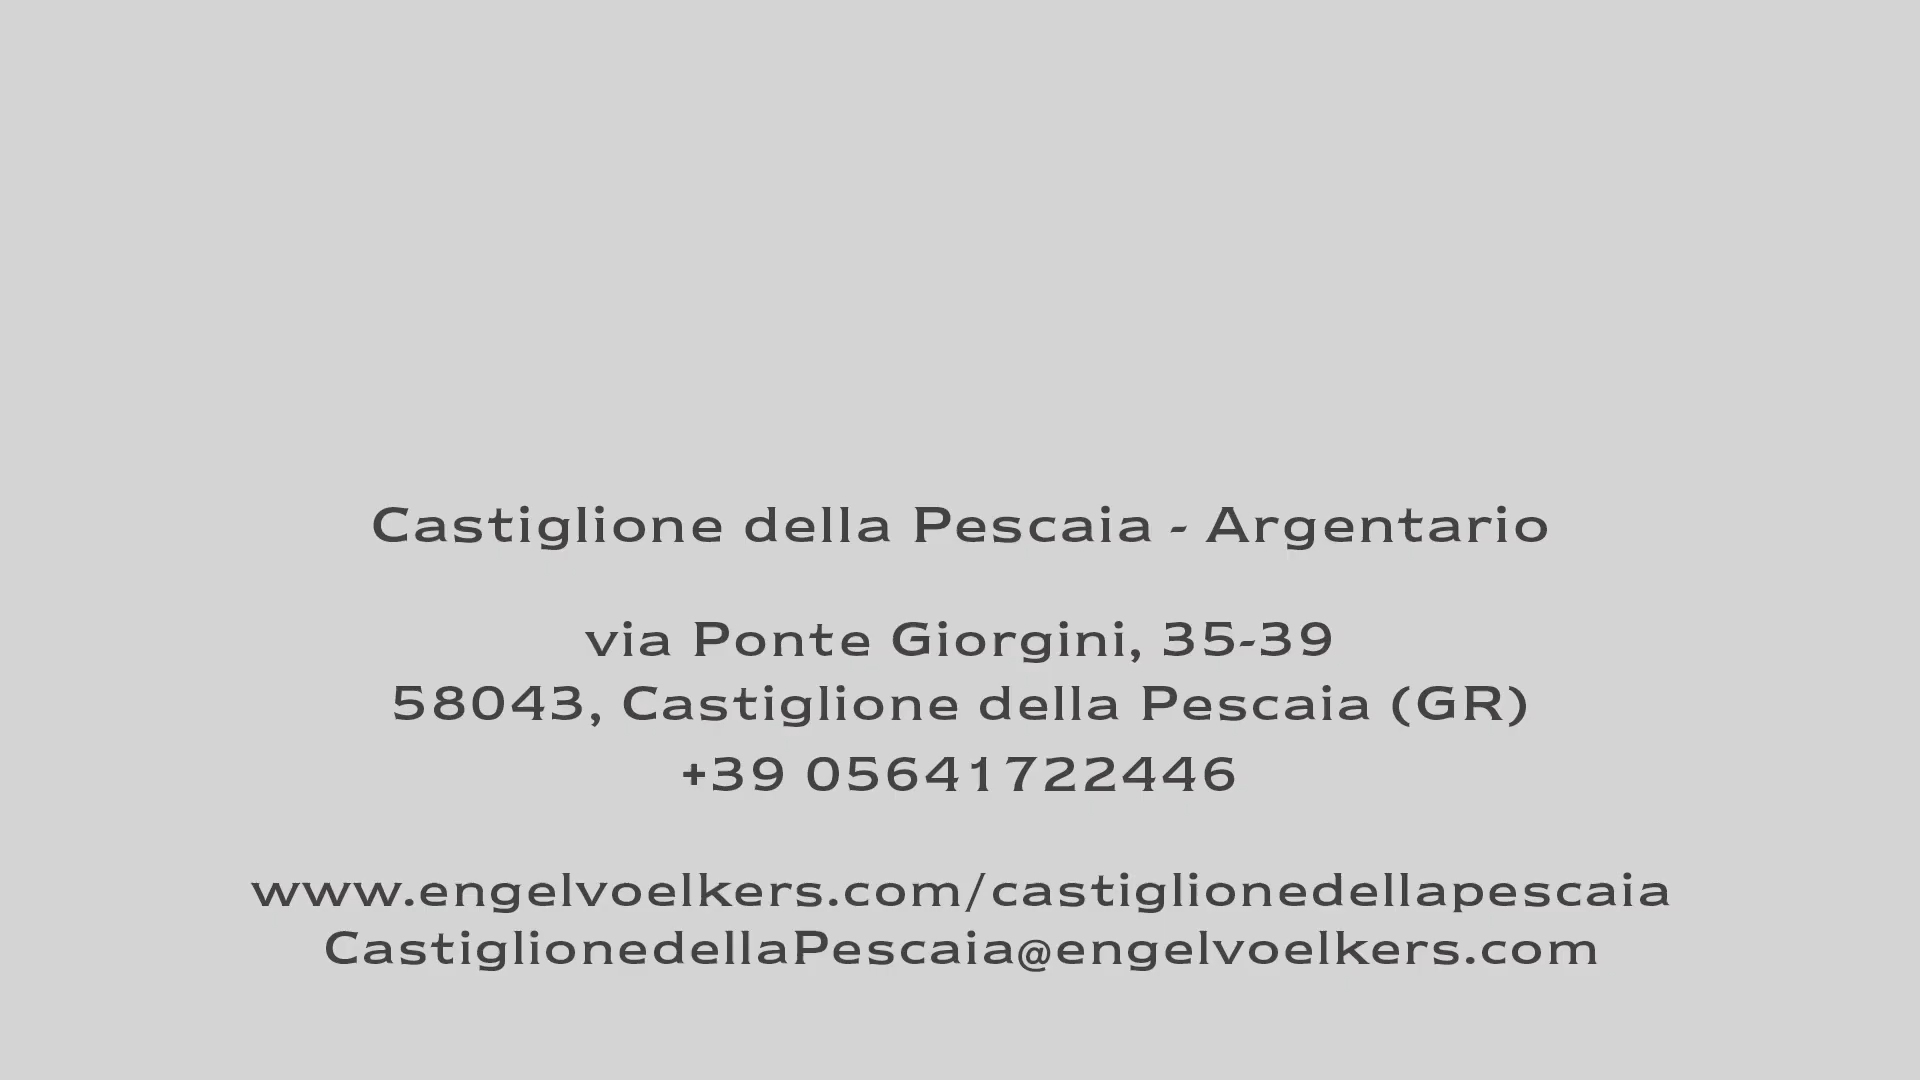 Castiglione della Pescaia - Argentario
via Ponte Giorgini, 35-39
58043, Castiglione della Pescaia (GR)
+39 05641722446
www.engelvoelkers.com/castiglionedellapescaia
CastiglionedellaPescaia@engelvoelkers.com